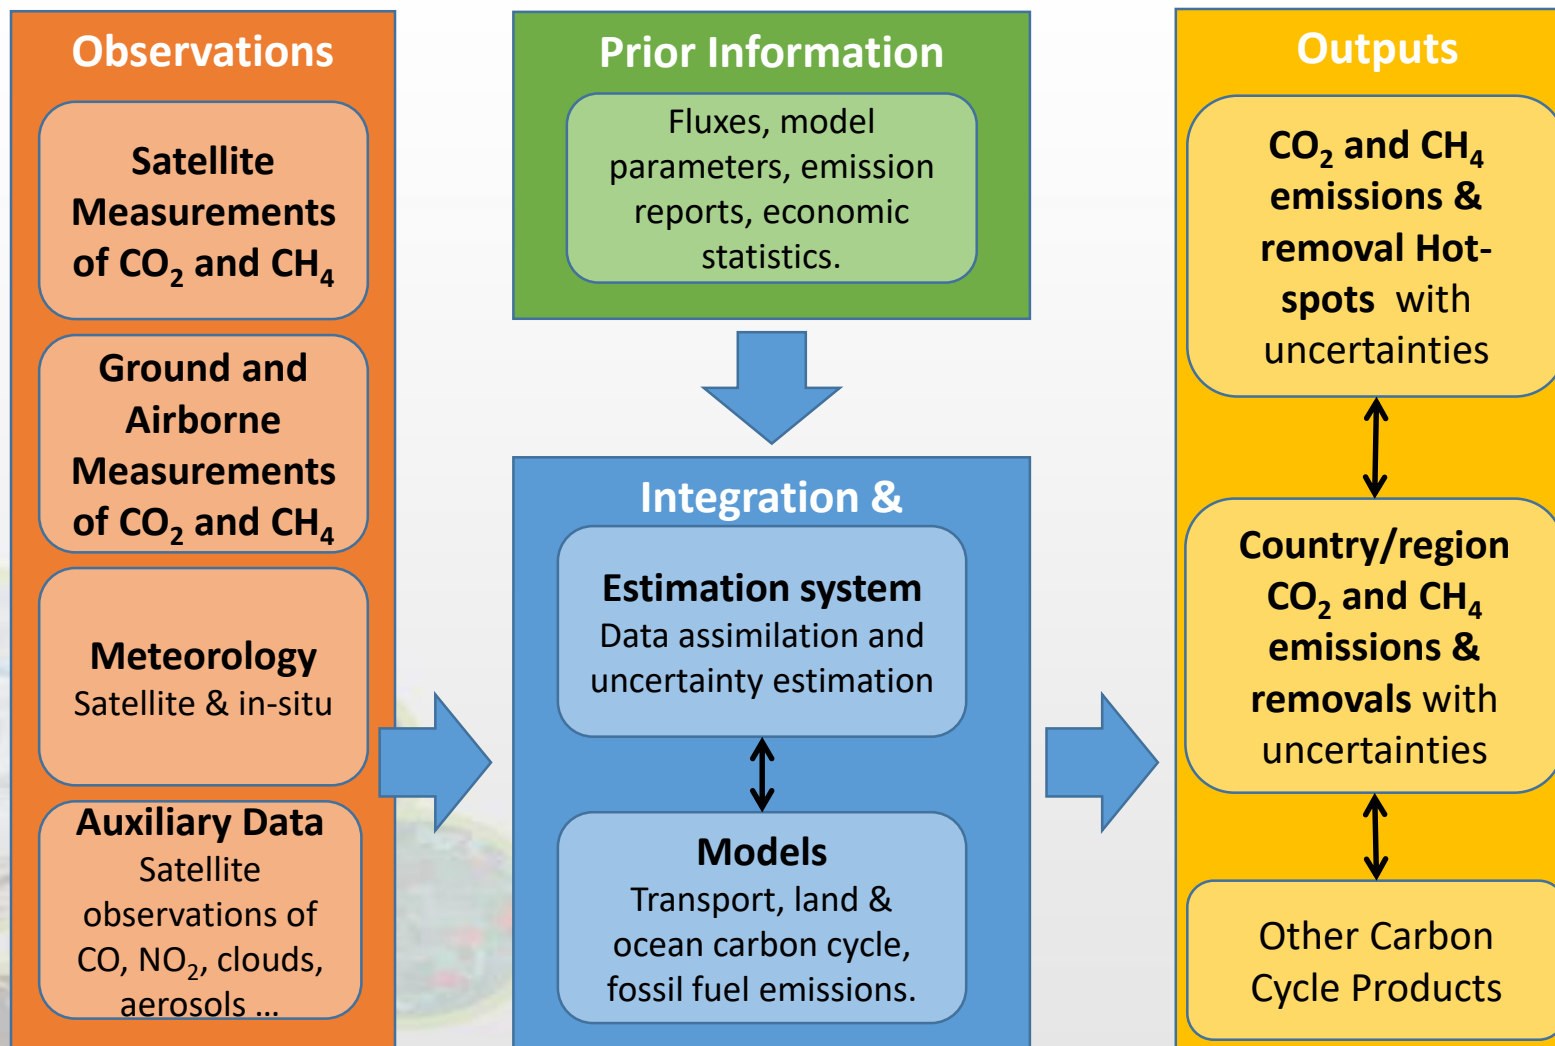 Observations
Satellite
Measurements
of CO₂ and CH₄
Ground and
Airborne
Measurements
of CO₂ and CH₄
Meteorology
Satellite & in-situ
Auxiliary Data
Satellite
observations of
CO, NO₂, clouds,
aerosols ...
Prior Information
Fluxes, model
parameters, emission
reports, economic
statistics.
Integration &
Estimation system
Data assimilation and
uncertainty estimation
Models
Transport, land &
ocean carbon cycle,
fossil fuel emissions.
Outputs
CO₂ and CH₄
emissions &
removal Hot-
spots with
uncertainties
Country/region
CO₂ and CH₄
emissions &
removals with
uncertainties
Other Carbon
Cycle Products